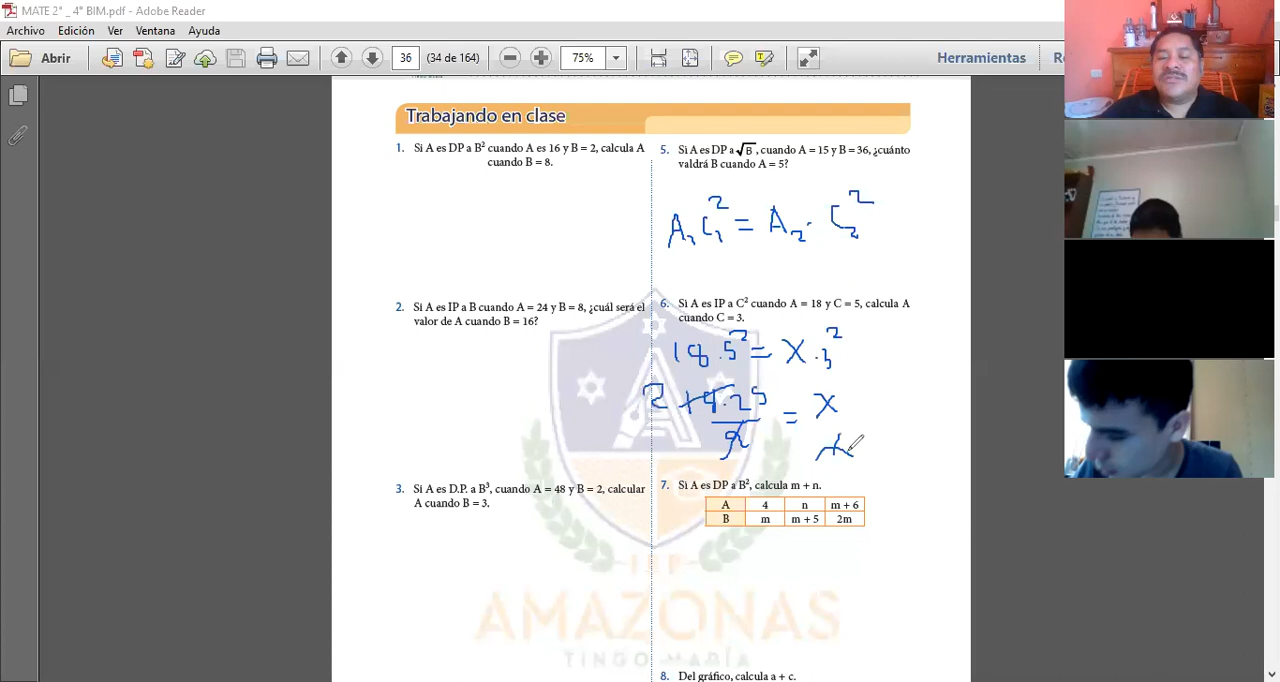 MATE 2° _ 4° BIM.pdf - Adobe Reader
Archivo Edición Ver Ventana Ayuda
Abrir
36 (34 de 164)
75%
Herramientas
Trabajando en clase
1. Si A es DP a B² cuando A es 16 y B = 2, calcula A
cuando B = 8.
2. Si A es IP a B cuando A = 24 y B = 8, ¿cuál será el
valor de A cuando B = 16?
3. Si A es D.P. a B³, cuando A = 48 y B = 2, calcular
A cuando B = 3.
5. Si A es DP a √B, cuando A = 15 y B = 36, ¿cuánto
valdrá B cuando A = 5?
A₁ C₁² = A₂ . C₂²
6. Si A es IP a C² cuando A = 18 y C = 5, calcula A
cuando C = 3.
18 . 5² = X . 3²
2 18 . 25 / 9 = X
7. Si A es DP a B², calcula m + n.
A 4 n m + 6
B m m + 5 2m
8. Del gráfico, calcula a + c.
I.E.P.
AMAZONAS
TINGO MARÍA